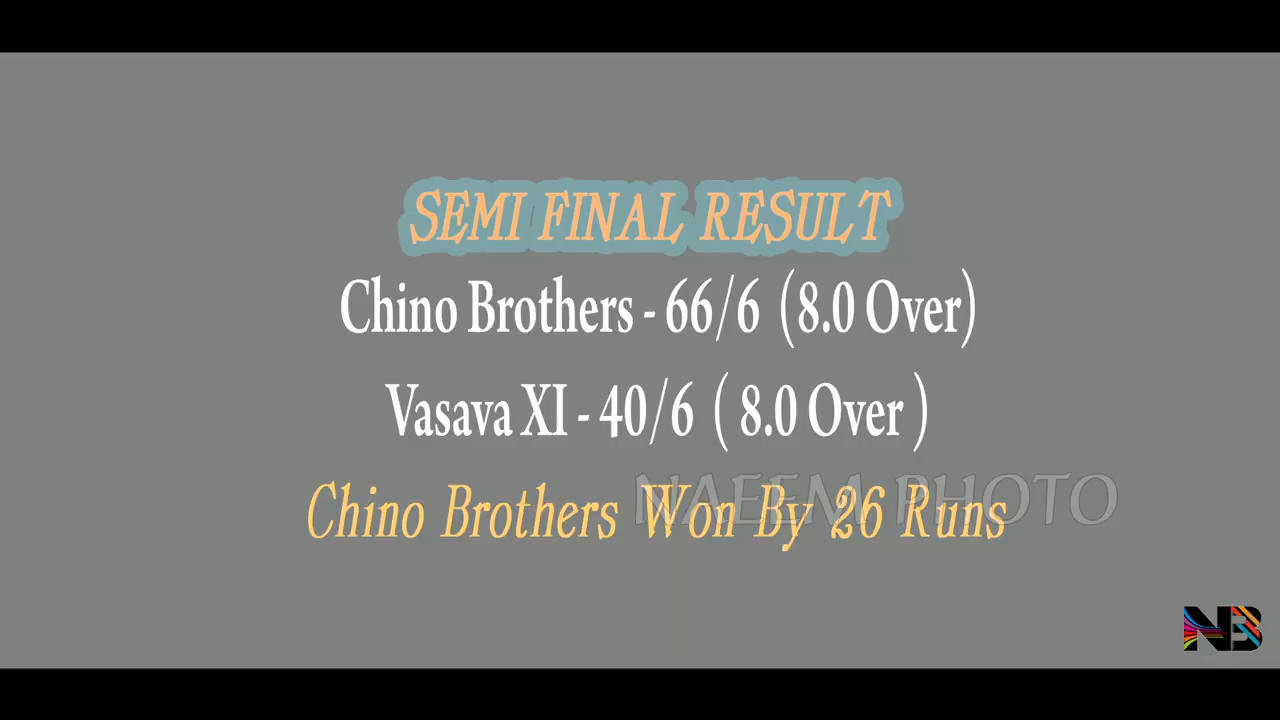 SEMI FINAL RESULT
Chino Brothers - 66/6 (8.0 Over)
Vasava XI - 40/6 ( 8.0 Over )
NAEEM PHOTO
Chino Brothers Won By 26 Runs
NB